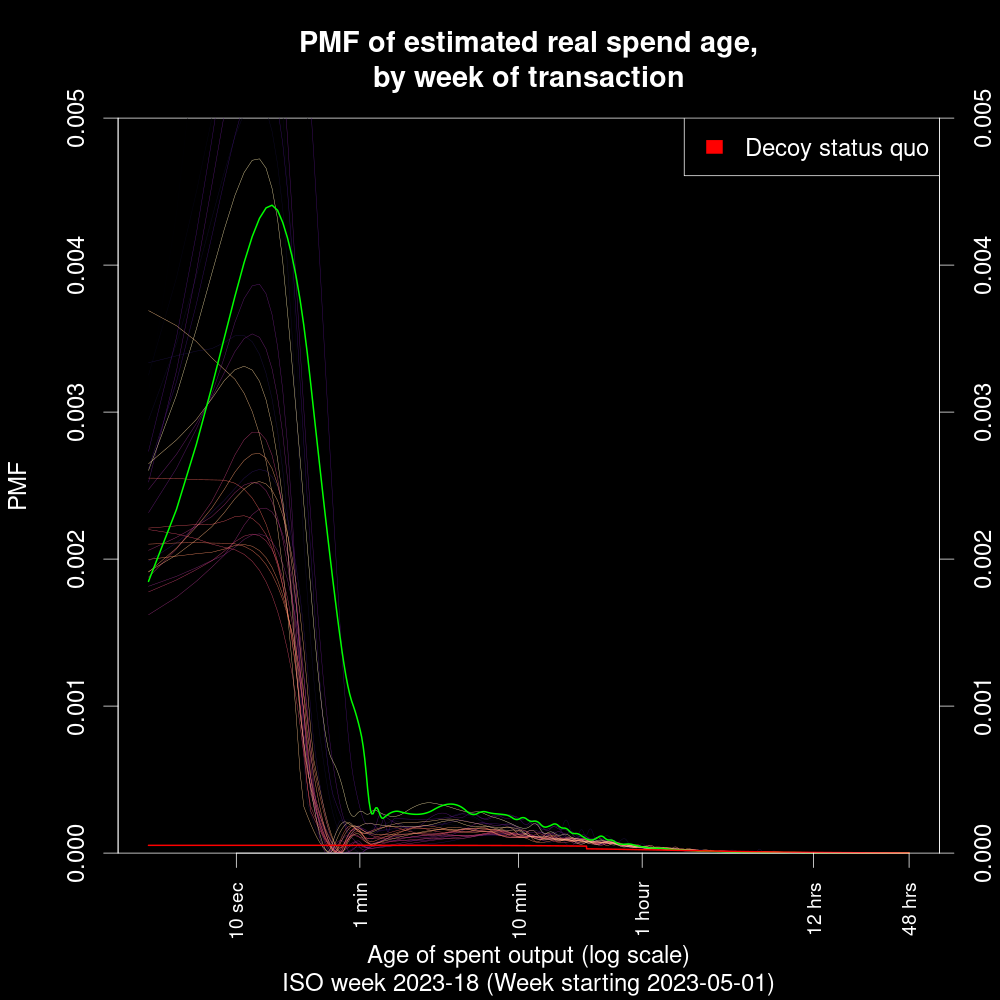 PMF of estimated real spend age,
by week of transaction
Decoy status quo
0.005
0.004
0.003
0.002
0.001
0.000
PMF
0.005
0.004
0.003
0.002
0.001
0.000
10 sec
1 min
10 min
1 hour
12 hrs
48 hrs
Age of spent output (log scale)
ISO week 2023-18 (Week starting 2023-05-01)